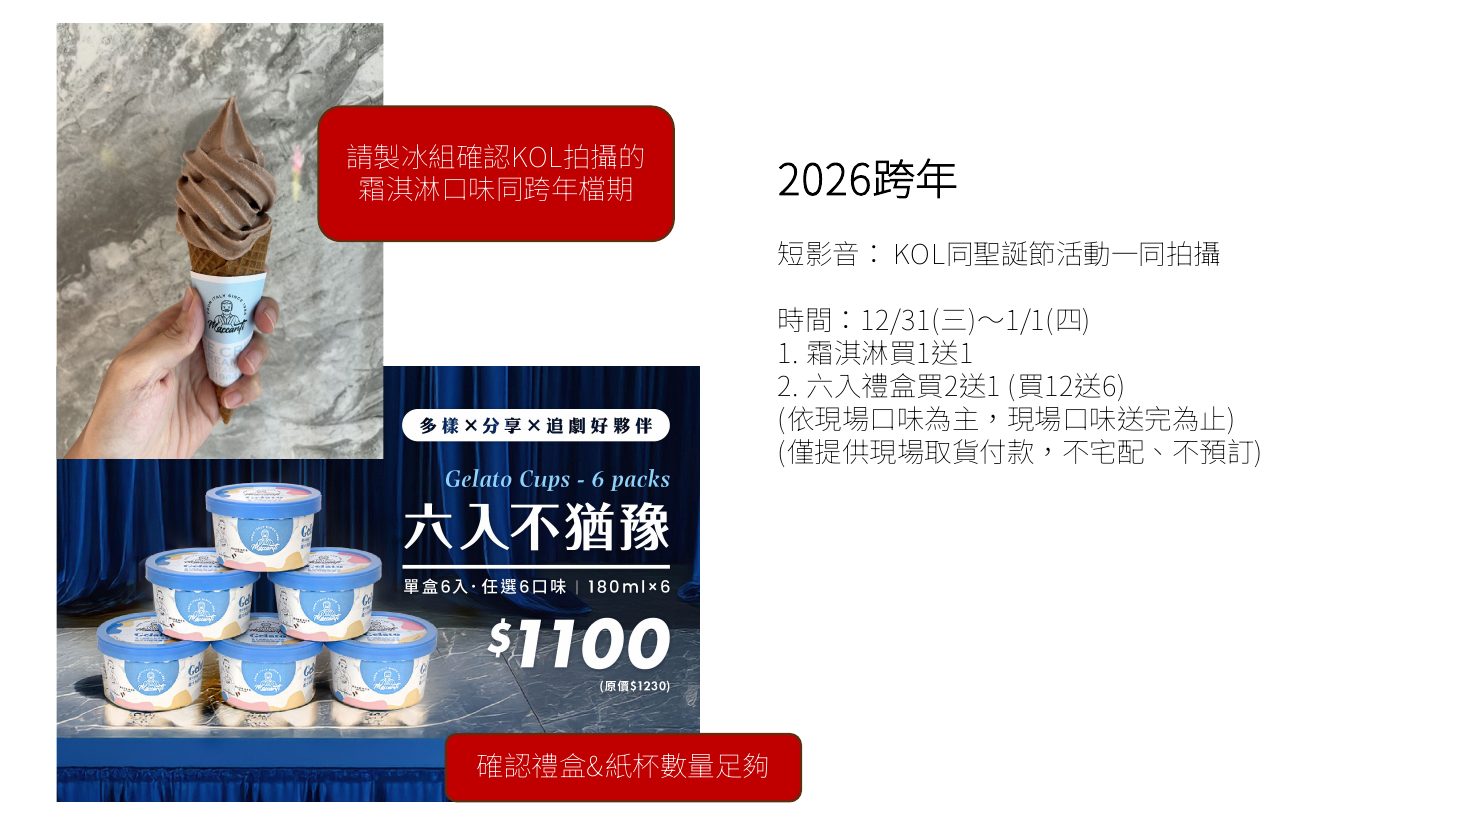 請製冰組確認KOL拍攝的
霜淇淋口味同跨年檔期
2026跨年
短影音： KOL同聖誕節活動一同拍攝
時間：12/31(三)～1/1(四)
1. 霜淇淋買1送1
2. 六入禮盒買2送1 (買12送6)
(依現場口味為主，現場口味送完為止)
(僅提供現場取貨付款，不宅配、不預訂)
Maccanti
多樣×分享×追劇好夥伴
Gelato Cups - 6 packs
六入不猶豫
單盒6入·任選6口味｜180ml×6
$1100
(原價$1230)
確認禮盒&紙杯數量足夠